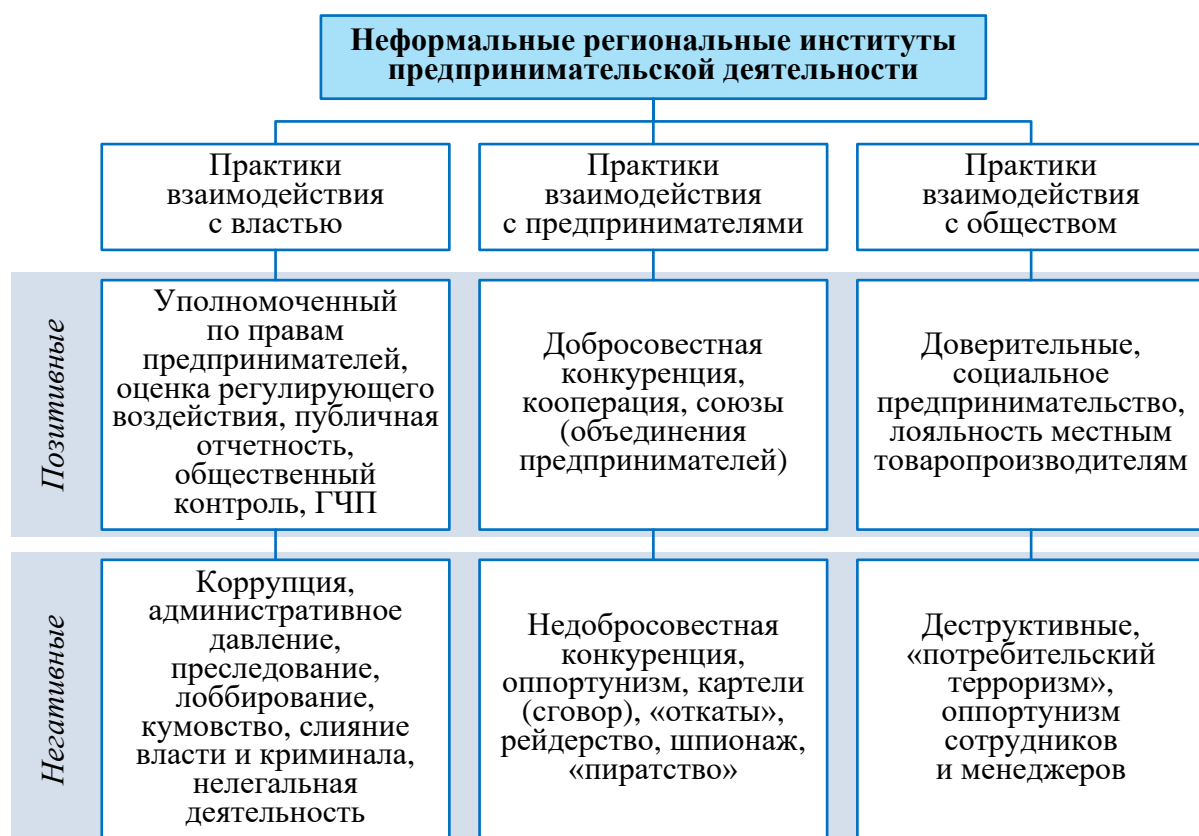 Неформальные региональные институты
предпринимательской деятельности
Практики
взаимодействия
с властью
Практики
взаимодействия
с предпринимателями
Практики
взаимодействия
с обществом
Позитивные
Уполномоченный
по правам
предпринимателей,
оценка регулирующего
воздействия, публичная
отчетность,
общественный
контроль, ГЧП
Добросовестная
конкуренция,
кооперация, союзы
(объединения
предпринимателей)
Доверительные,
социальное
предпринимательство,
лояльность местным
товаропроизводителям
Негативные
Коррупция,
административное
давление,
преследование,
лоббирование,
кумовство, слияние
власти и криминала,
нелегальная
деятельность
Недобросовестная
конкуренция,
оппортунизм, картели
(сговор), «откаты»,
рейдерство, шпионаж,
«пиратство»
Деструктивные,
«потребительский
терроризм»,
оппортунизм
сотрудников
и менеджеров